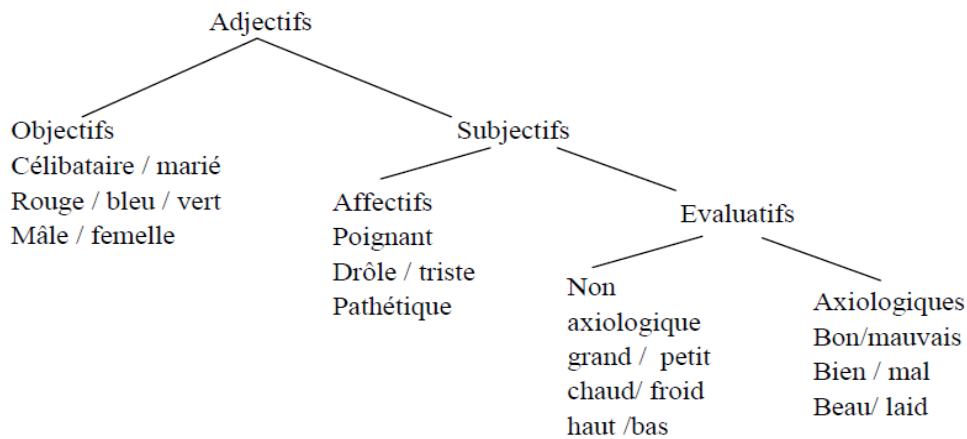 Adjectifs
Objectifs
Célibataire / marié
Rouge / bleu / vert
Mâle / femelle
Subjectifs
Affectifs
Poignant
Drôle / triste
Pathétique
Evaluatifs
Non
axiologique
grand / petit
chaud/ froid
haut /bas
Axiologiques
Bon/mauvais
Bien / mal
Beau/ laid